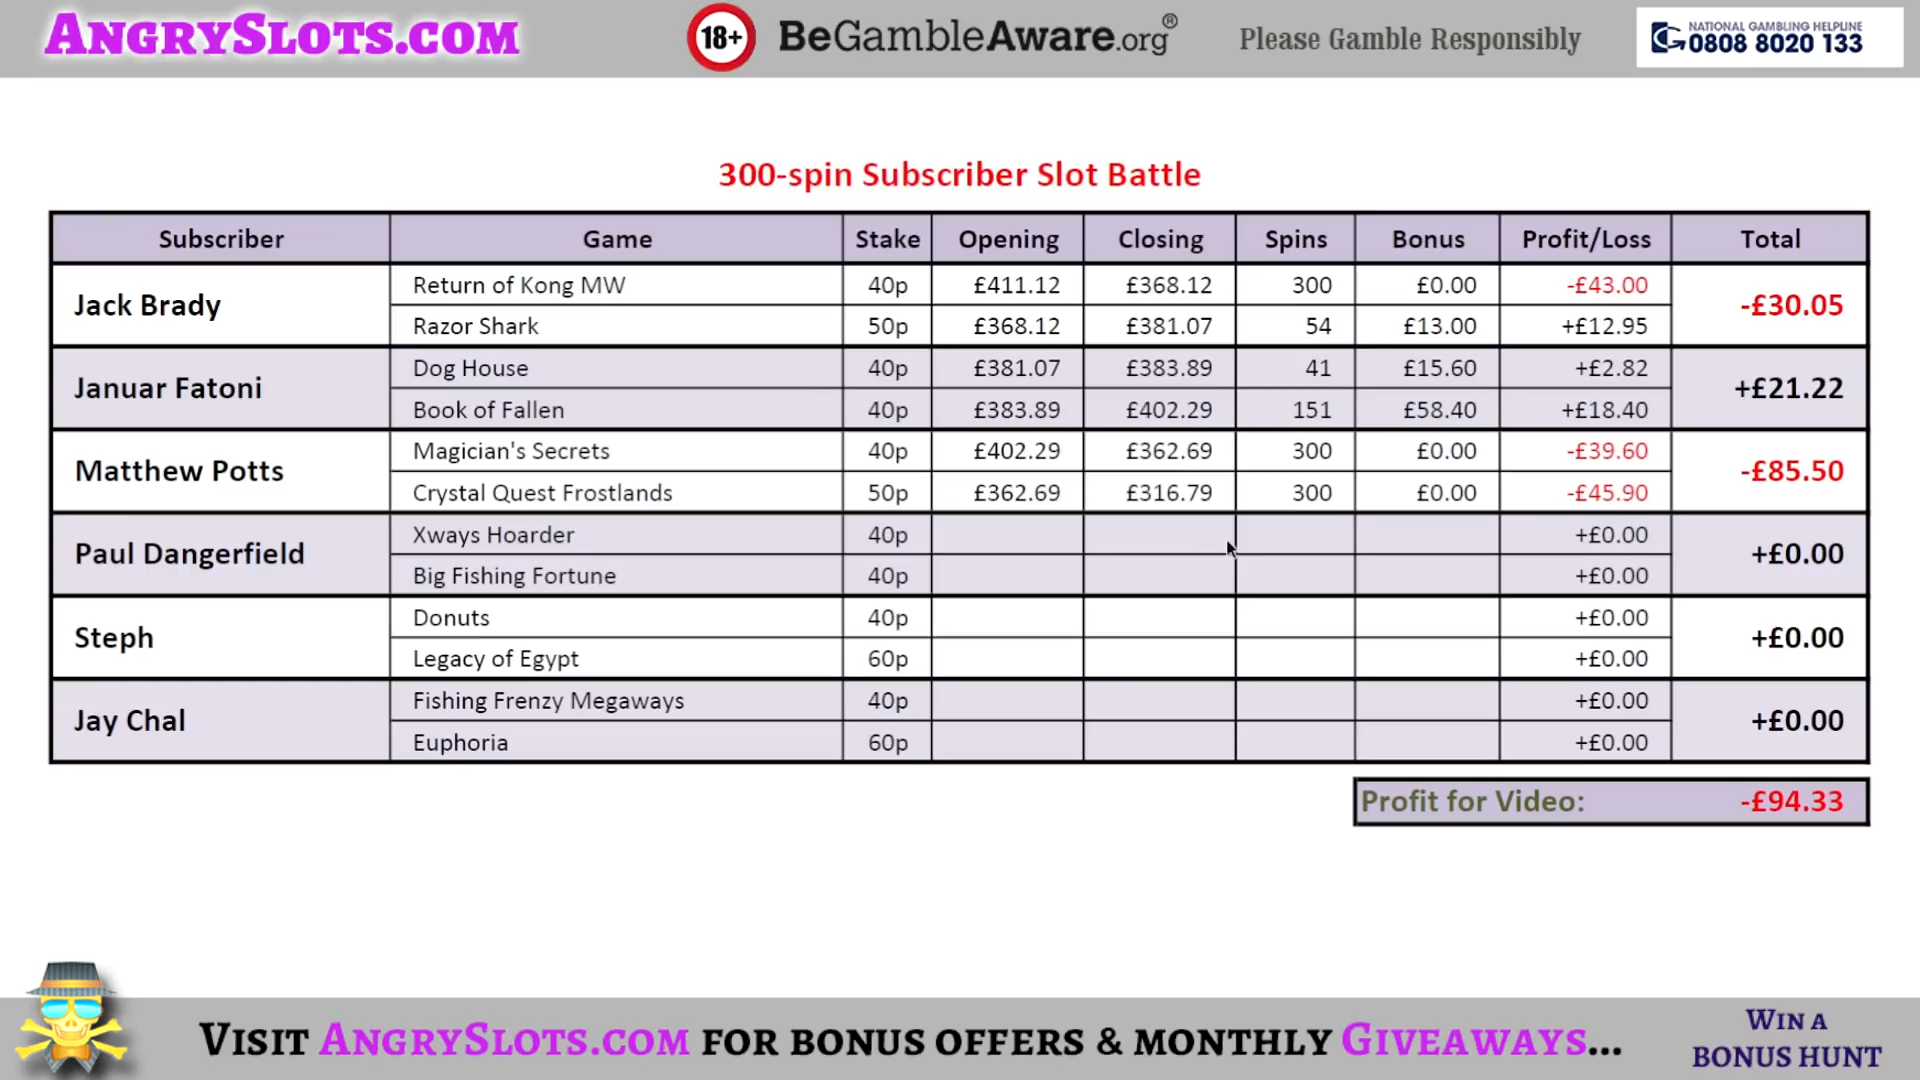 AngrySlots.com
18+
BeGambleAware.org®
Please Gamble Responsibly
NATIONAL GAMBLING HELPLINE
0808 8020 133
300-spin Subscriber Slot Battle
Subscriber Game Stake Opening Closing Spins Bonus Profit/Loss Total
Jack Brady
Return of Kong MW 40p £411.12 £368.12 300 £0.00 -£43.00
-£30.05
Razor Shark 50p £368.12 £381.07 54 £13.00 +£12.95
Januar Fatoni
Dog House 40p £381.07 £383.89 41 £15.60 +£2.82
+£21.22
Book of Fallen 40p £383.89 £402.29 151 £58.40 +£18.40
Matthew Potts
Magician's Secrets 40p £402.29 £362.69 300 £0.00 -£39.60
-£85.50
Crystal Quest Frostlands 50p £362.69 £316.79 300 £0.00 -£45.90
Paul Dangerfield
Xways Hoarder 40p +£0.00
+£0.00
Big Fishing Fortune 40p +£0.00
Steph
Donuts 40p +£0.00
+£0.00
Legacy of Egypt 60p +£0.00
Jay Chal
Fishing Frenzy Megaways 40p +£0.00
+£0.00
Euphoria 60p +£0.00
Profit for Video: -£94.33
Visit AngrySlots.com for bonus offers & monthly Giveaways...
Win a
Bonus Hunt